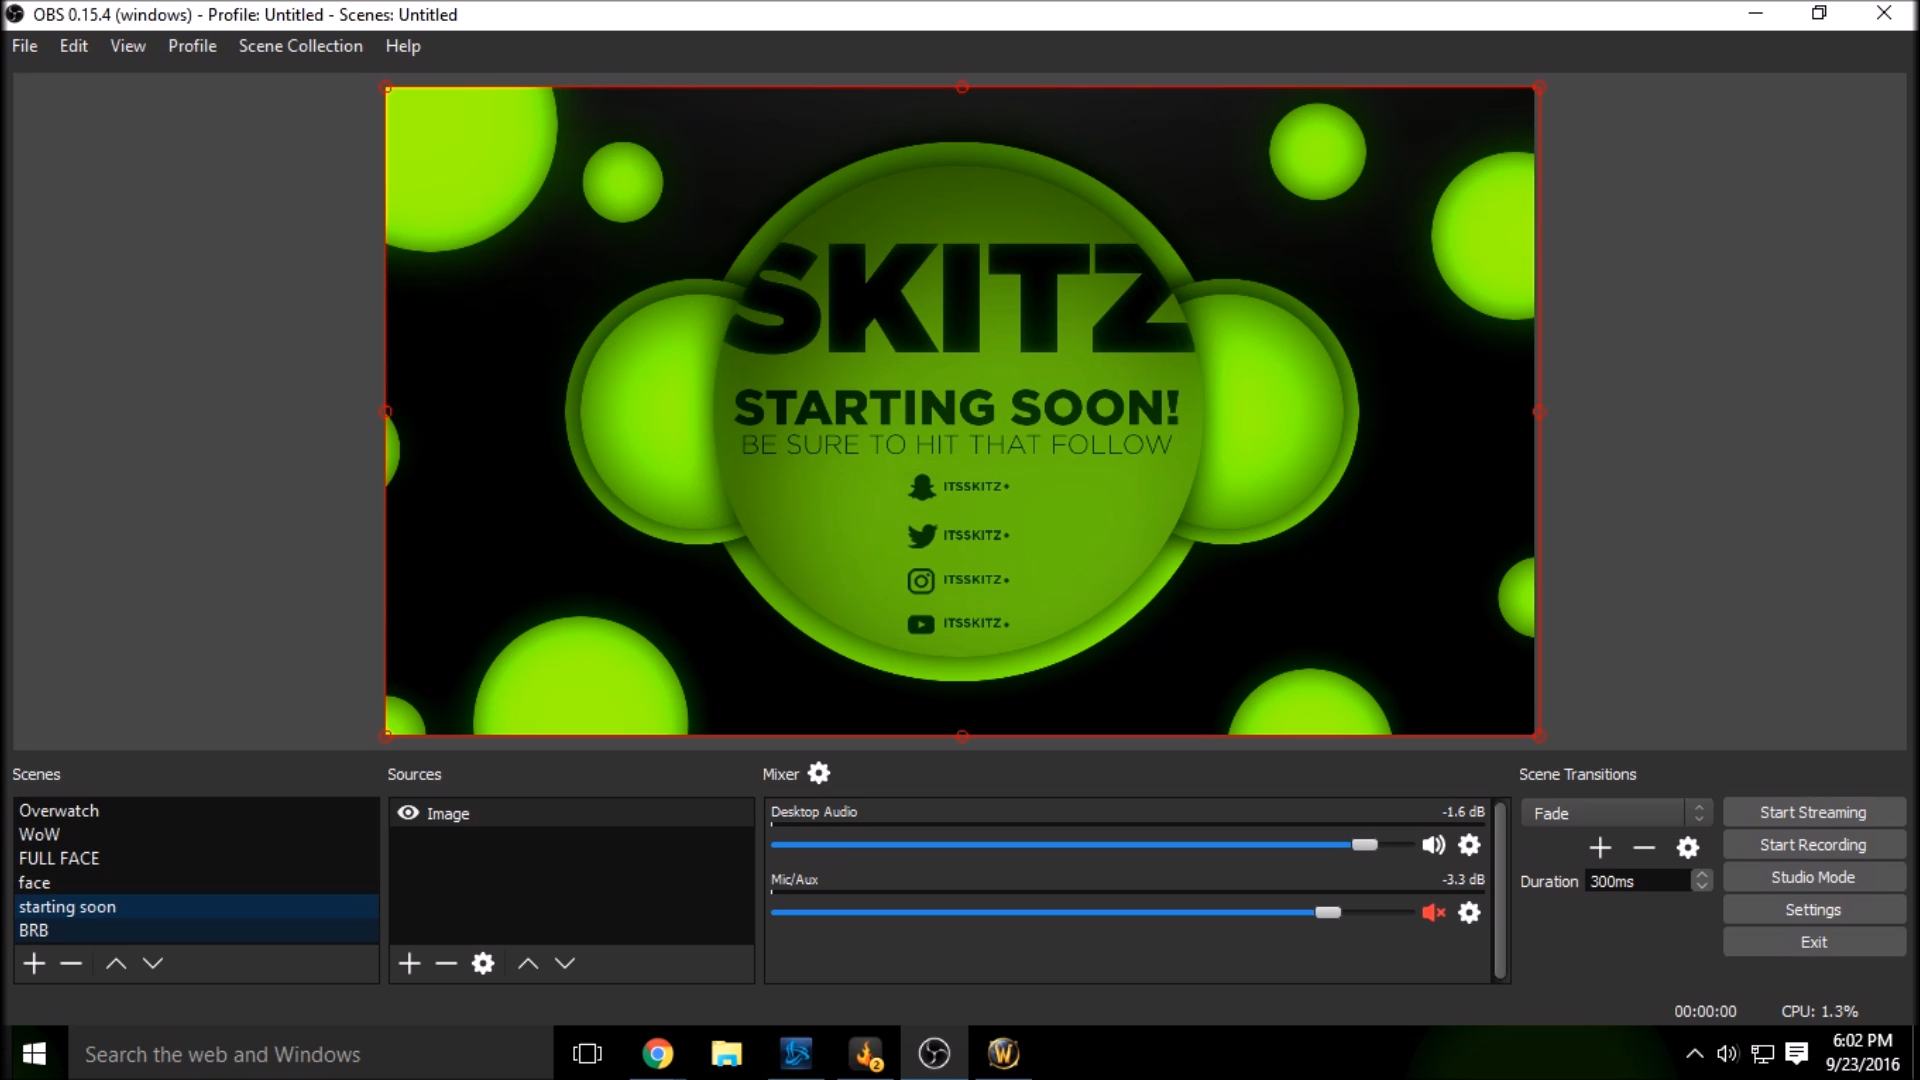 OBS 0.15.4 (windows) - Profile: Untitled - Scenes: Untitled
File Edit View Profile Scene Collection Help
SKITZ
STARTING SOON!
BE SURE TO HIT THAT FOLLOW
ITSSKITZ+
ITSSKITZ+
ITSSKITZ+
ITSSKITZ+
Scenes
Overwatch
WoW
FULL FACE
face
starting soon
BRB
Sources
Image
Mixer
Desktop Audio -1.6 dB
Mic/Aux -3.3 dB
Scene Transitions
Fade
Duration 300ms
Start Streaming
Start Recording
Studio Mode
Settings
Exit
00:00:00 CPU: 1.3%
Search the web and Windows
2
W
6:02 PM
9/23/2016